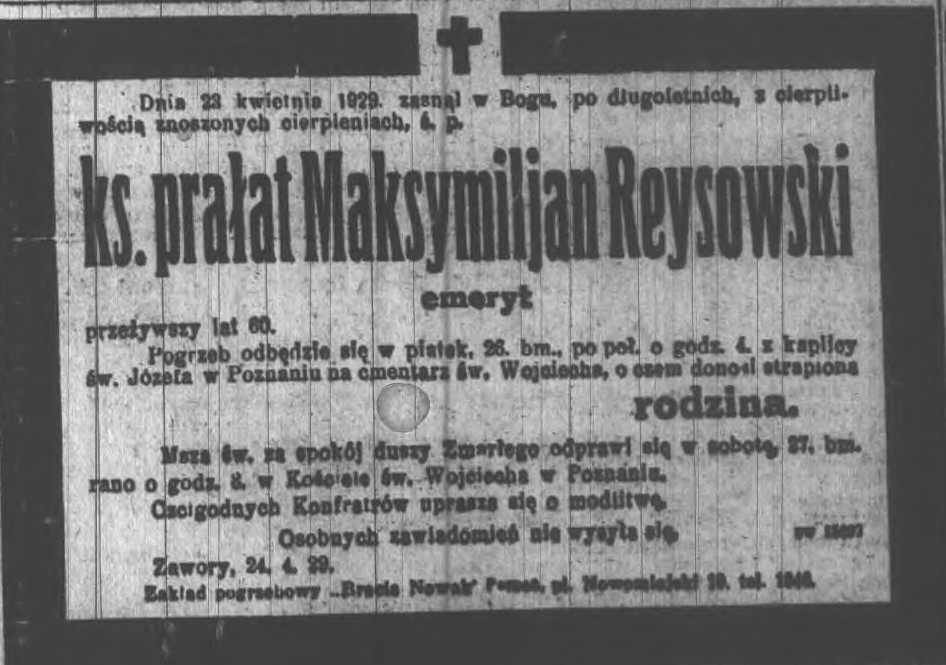 Dnia 23 kwietnia 1929. zasnął w Bogu, po długoletnich, z cierpli-
wością znoszonych cierpieniach, ś. p.
ks. prałat Maksymiljan Reysowski
emeryt
przeżywszy lat 60.
Pogrzeb odbędzie się w piatek, 26. bm., po poł. o godz. 4. z kaplicy
św. Józefa w Poznaniu na cmentarz św. Wojciecha, o czem donosi strapiona
rodzina.
Msza św. za spokój duszy Zmarłego odprawi się w sobotę, 27. bm.
rano o godz. 8. w Kościele św. Wojciecha w Poznaniu.
Czcigodnych Konfratrów uprasza się o modlitwę.
Osobnych zawiadomień nie wysyła się.
Zawory, 24. 4. 29.
Zakład pogrzebowy „Bracia Nowak" pl. Nowomiejski 10. tel.